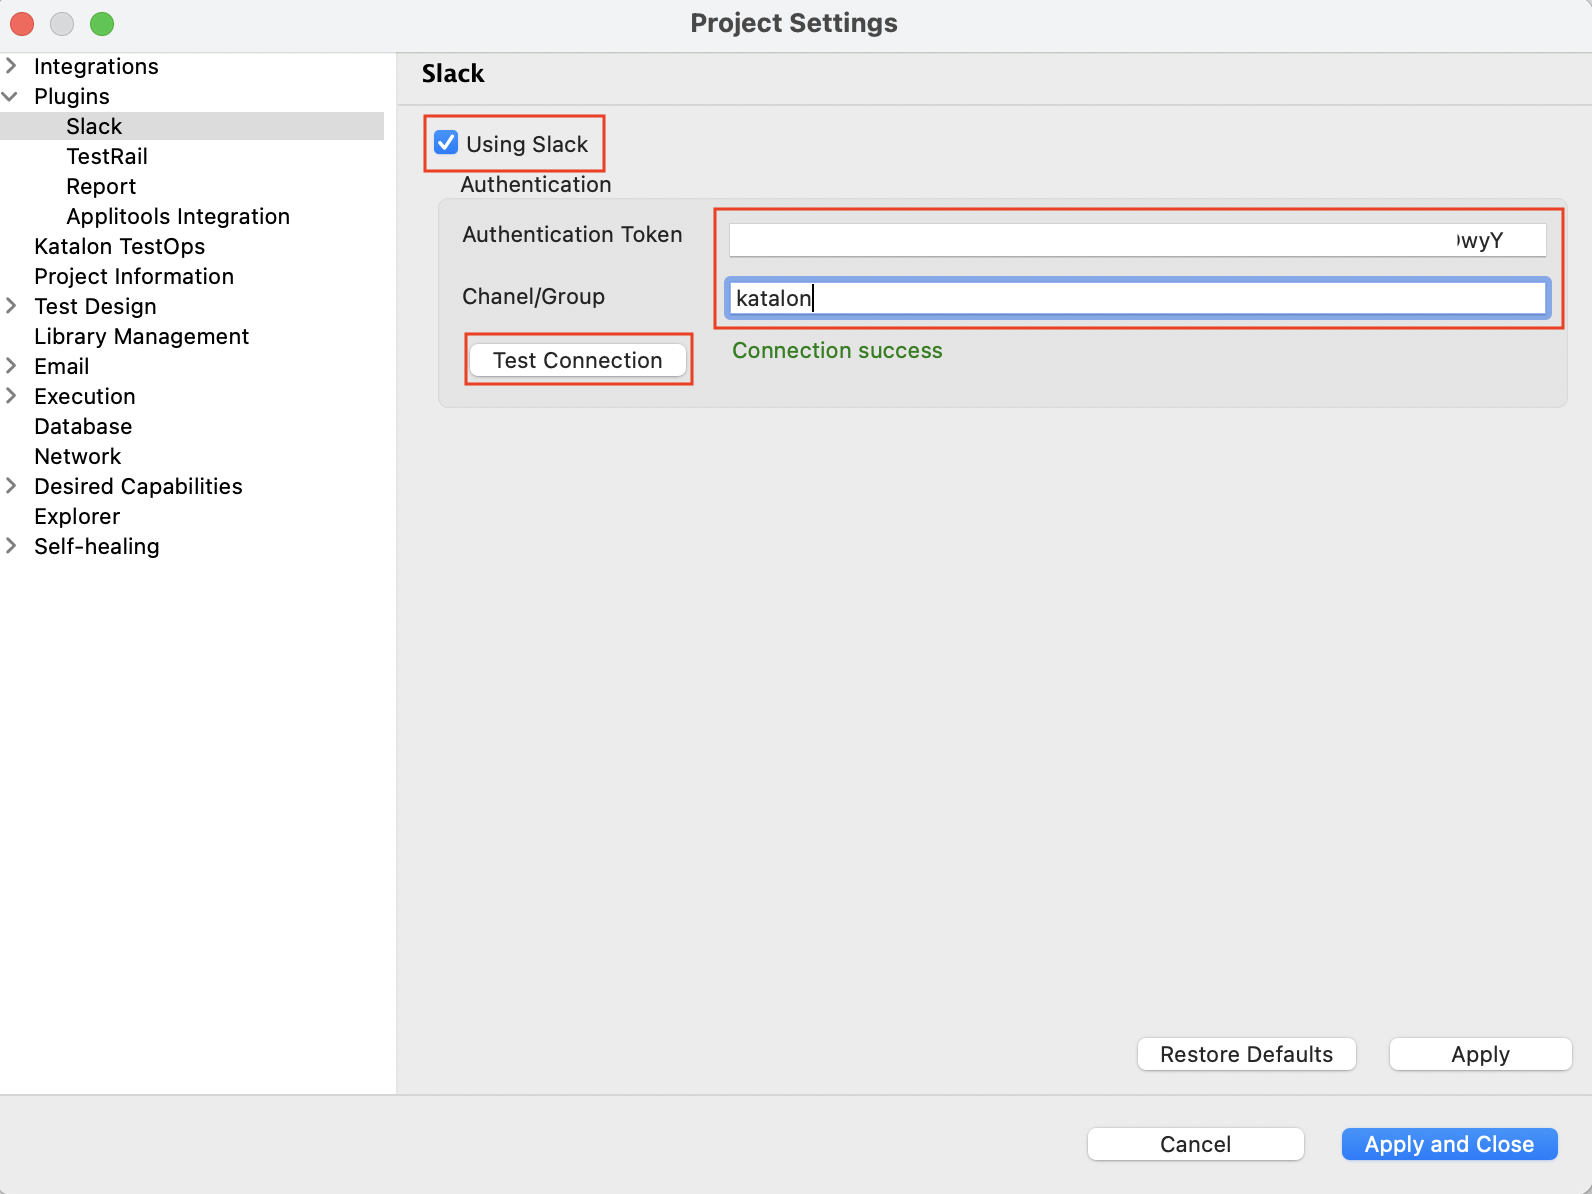 Project Settings
Integrations
Plugins
Slack
TestRail
Report
Applitools Integration
Katalon TestOps
Project Information
Test Design
Library Management
Email
Execution
Database
Network
Desired Capabilities
Explorer
Self-healing
Slack
Using Slack
Authentication
Authentication Token
wyY
Chanel/Group
katalon
Test Connection
Connection success
Restore Defaults
Apply
Cancel
Apply and Close